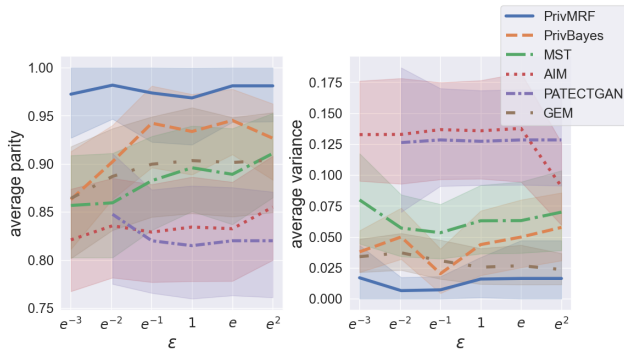 PrivMRF
PrivBayes
MST
AIM
PATECTGAN
GEM
average parity
1.00
0.95
0.90
0.85
0.80
0.75
e⁻³ e⁻² e⁻¹ 1 e e²
ε
average variance
0.175
0.150
0.125
0.100
0.075
0.050
0.025
0.000
e⁻³ e⁻² e⁻¹ 1 e e²
ε